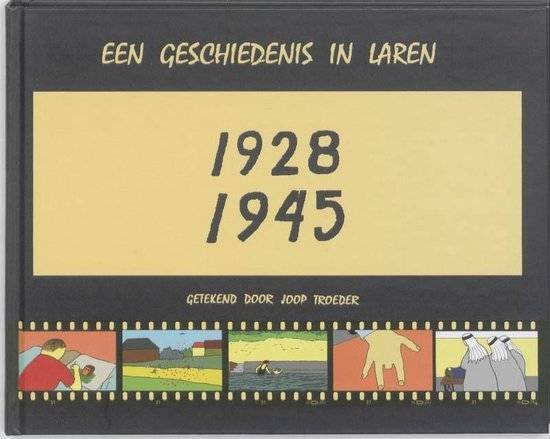 EEN GESCHIEDENIS IN LAREN
1928
1945
GETEKEND DOOR JOOP TROEDER